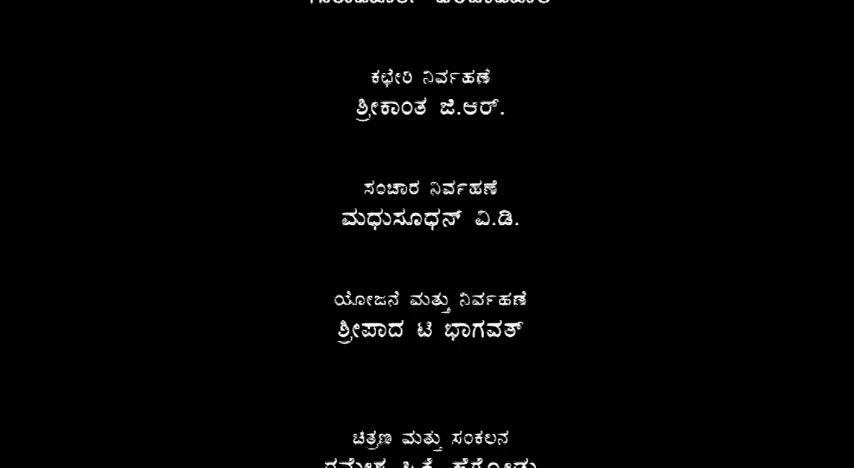 ಕಛೇರಿ ನಿರ್ವಹಣೆ
ಶ್ರೀಕಾಂತ ಜಿ.ಆರ್.
ಸಂಚಾರ ನಿರ್ವಹಣೆ
ಮಧುಸೂಧನ್ ವಿ.ಡಿ.
ಯೋಜನೆ ಮತ್ತು ನಿರ್ವಹಣೆ
ಶ್ರೀಪಾದ ಟಿ ಭಾಗವತ್
ಚಿತ್ರಣ ಮತ್ತು ಸಂಕಲನ